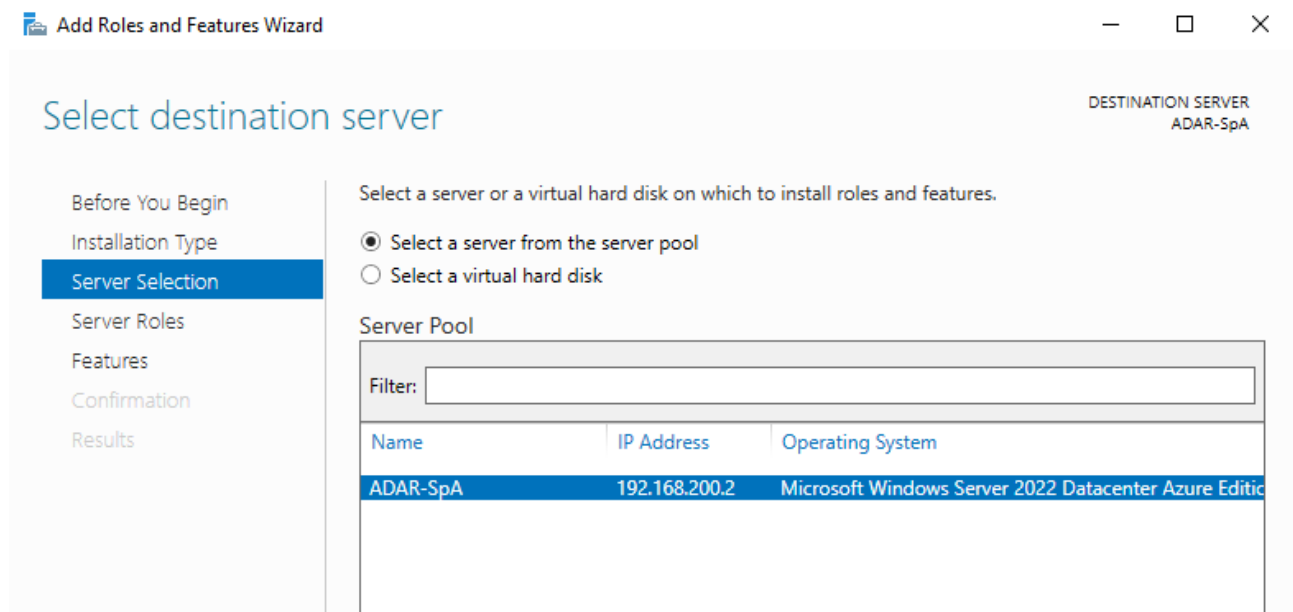 Add Roles and Features Wizard
Select destination server
DESTINATION SERVER
ADAR-SpA
Before You Begin
Installation Type
Server Selection
Server Roles
Features
Confirmation
Results
Select a server or a virtual hard disk on which to install roles and features.
Select a server from the server pool
Select a virtual hard disk
Server Pool
Filter:
Name IP Address Operating System
ADAR-SpA 192.168.200.2 Microsoft Windows Server 2022 Datacenter Azure Editic